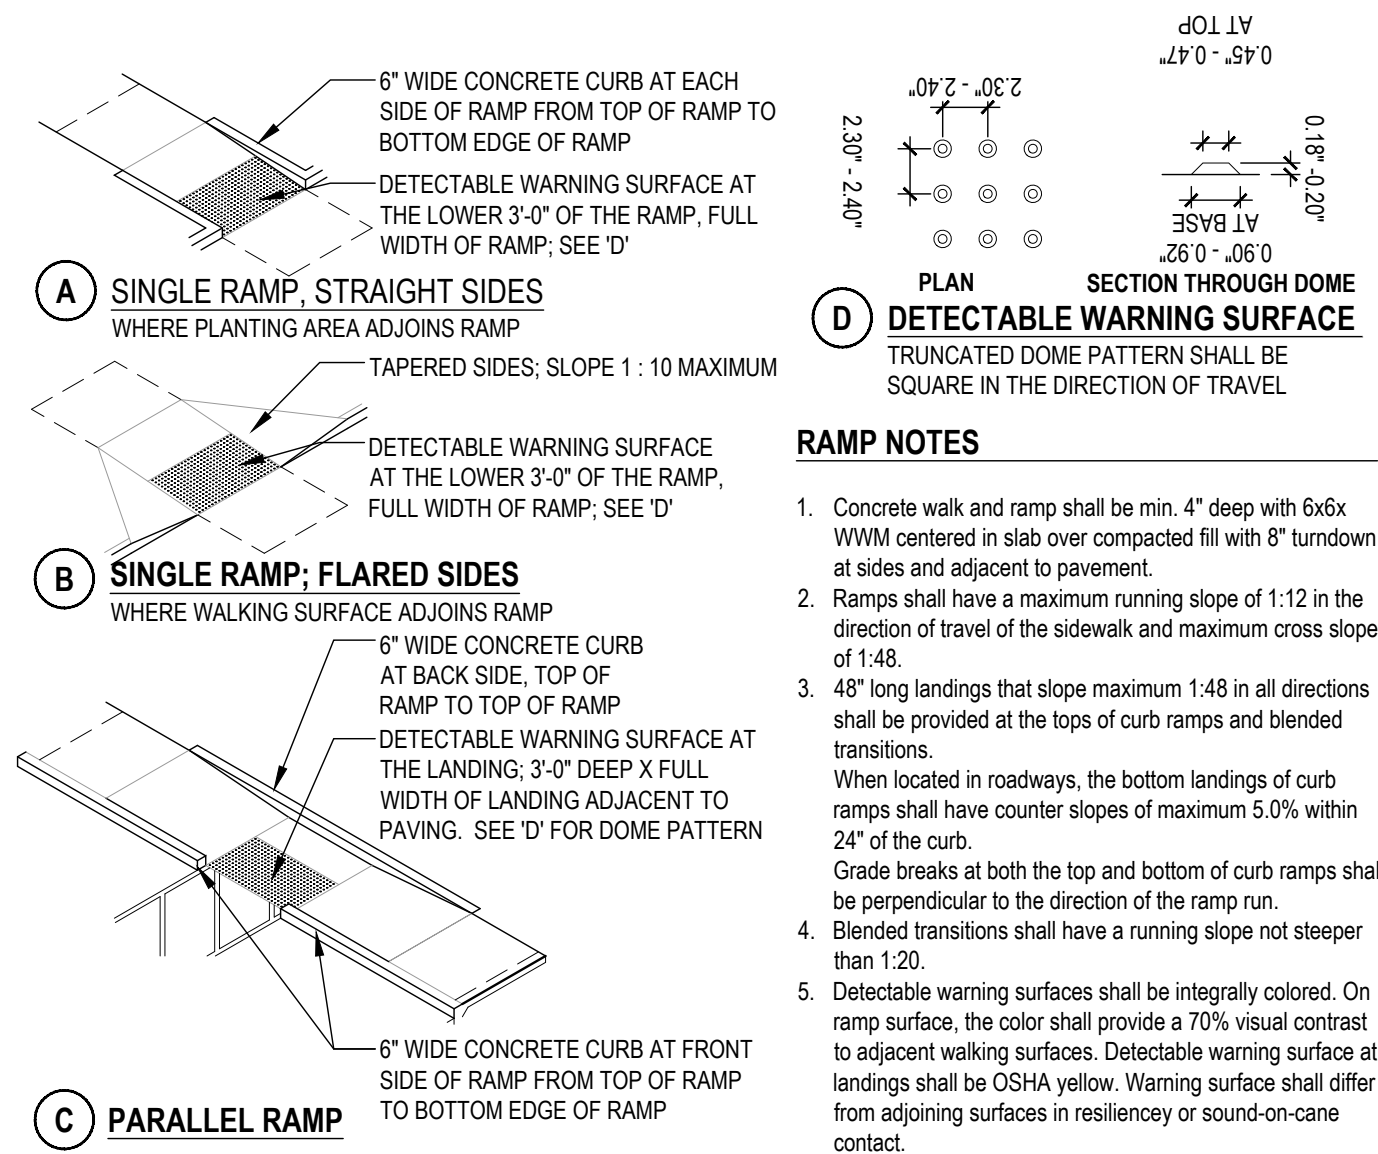 6" WIDE CONCRETE CURB AT EACH
SIDE OF RAMP FROM TOP OF RAMP TO
BOTTOM EDGE OF RAMP
DETECTABLE WARNING SURFACE AT
THE LOWER 3'-0" OF THE RAMP, FULL
WIDTH OF RAMP; SEE 'D'
A SINGLE RAMP, STRAIGHT SIDES
WHERE PLANTING AREA ADJOINS RAMP
TAPERED SIDES; SLOPE 1 : 10 MAXIMUM
DETECTABLE WARNING SURFACE
AT THE LOWER 3'-0" OF THE RAMP,
FULL WIDTH OF RAMP; SEE 'D'
B SINGLE RAMP; FLARED SIDES
WHERE WALKING SURFACE ADJOINS RAMP
6" WIDE CONCRETE CURB
AT BACK SIDE, TOP OF
RAMP TO TOP OF RAMP
DETECTABLE WARNING SURFACE AT
THE LANDING; 3'-0" DEEP X FULL
WIDTH OF LANDING ADJACENT TO
PAVING. SEE 'D' FOR DOME PATTERN
6" WIDE CONCRETE CURB AT FRONT
SIDE OF RAMP FROM TOP OF RAMP
TO BOTTOM EDGE OF RAMP
C PARALLEL RAMP
2.30" - 2.40"
2.30" - 2.40"
PLAN
0.45" - 0.47"
AT TOP
0.18" -0.20"
0.90" - 0.92"
AT BASE
SECTION THROUGH DOME
D DETECTABLE WARNING SURFACE
TRUNCATED DOME PATTERN SHALL BE
SQUARE IN THE DIRECTION OF TRAVEL
RAMP NOTES
1. Concrete walk and ramp shall be min. 4" deep with 6x6x
WWM centered in slab over compacted fill with 8" turndown
at sides and adjacent to pavement.
2. Ramps shall have a maximum running slope of 1:12 in the
direction of travel of the sidewalk and maximum cross slope
of 1:48.
3. 48" long landings that slope maximum 1:48 in all directions
shall be provided at the tops of curb ramps and blended
transitions.
When located in roadways, the bottom landings of curb
ramps shall have counter slopes of maximum 5.0% within
24" of the curb.
Grade breaks at both the top and bottom of curb ramps shal
be perpendicular to the direction of the ramp run.
4. Blended transitions shall have a running slope not steeper
than 1:20.
5. Detectable warning surfaces shall be integrally colored. On
ramp surface, the color shall provide a 70% visual contrast
to adjacent walking surfaces. Detectable warning surface at
landings shall be OSHA yellow. Warning surface shall differ
from adjoining surfaces in resiliencey or sound-on-cane
contact.